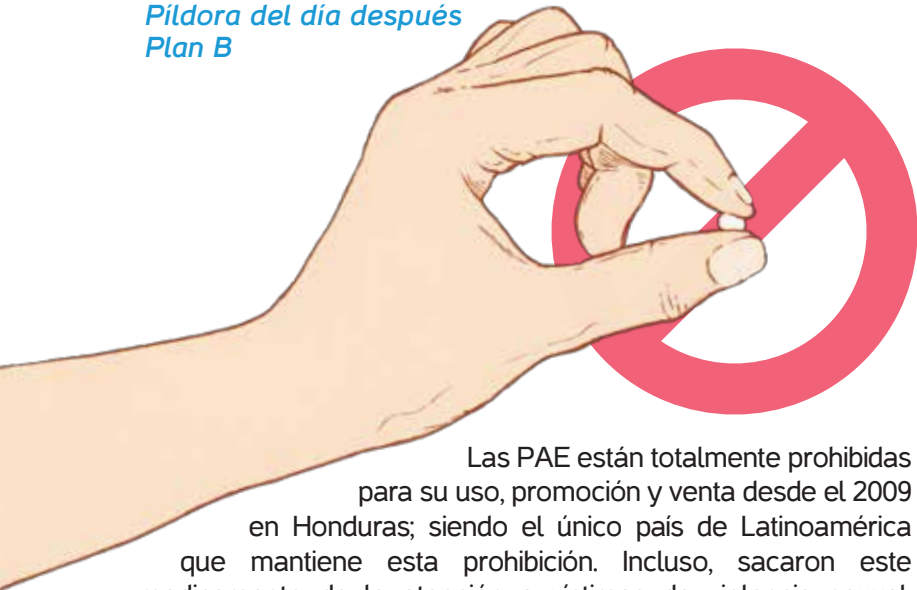 Píldora del día después
Plan B
Las PAE están totalmente prohibidas
para su uso, promoción y venta desde el 2009
en Honduras; siendo el único país de Latinoamérica
que mantiene esta prohibición. Incluso, sacaron este